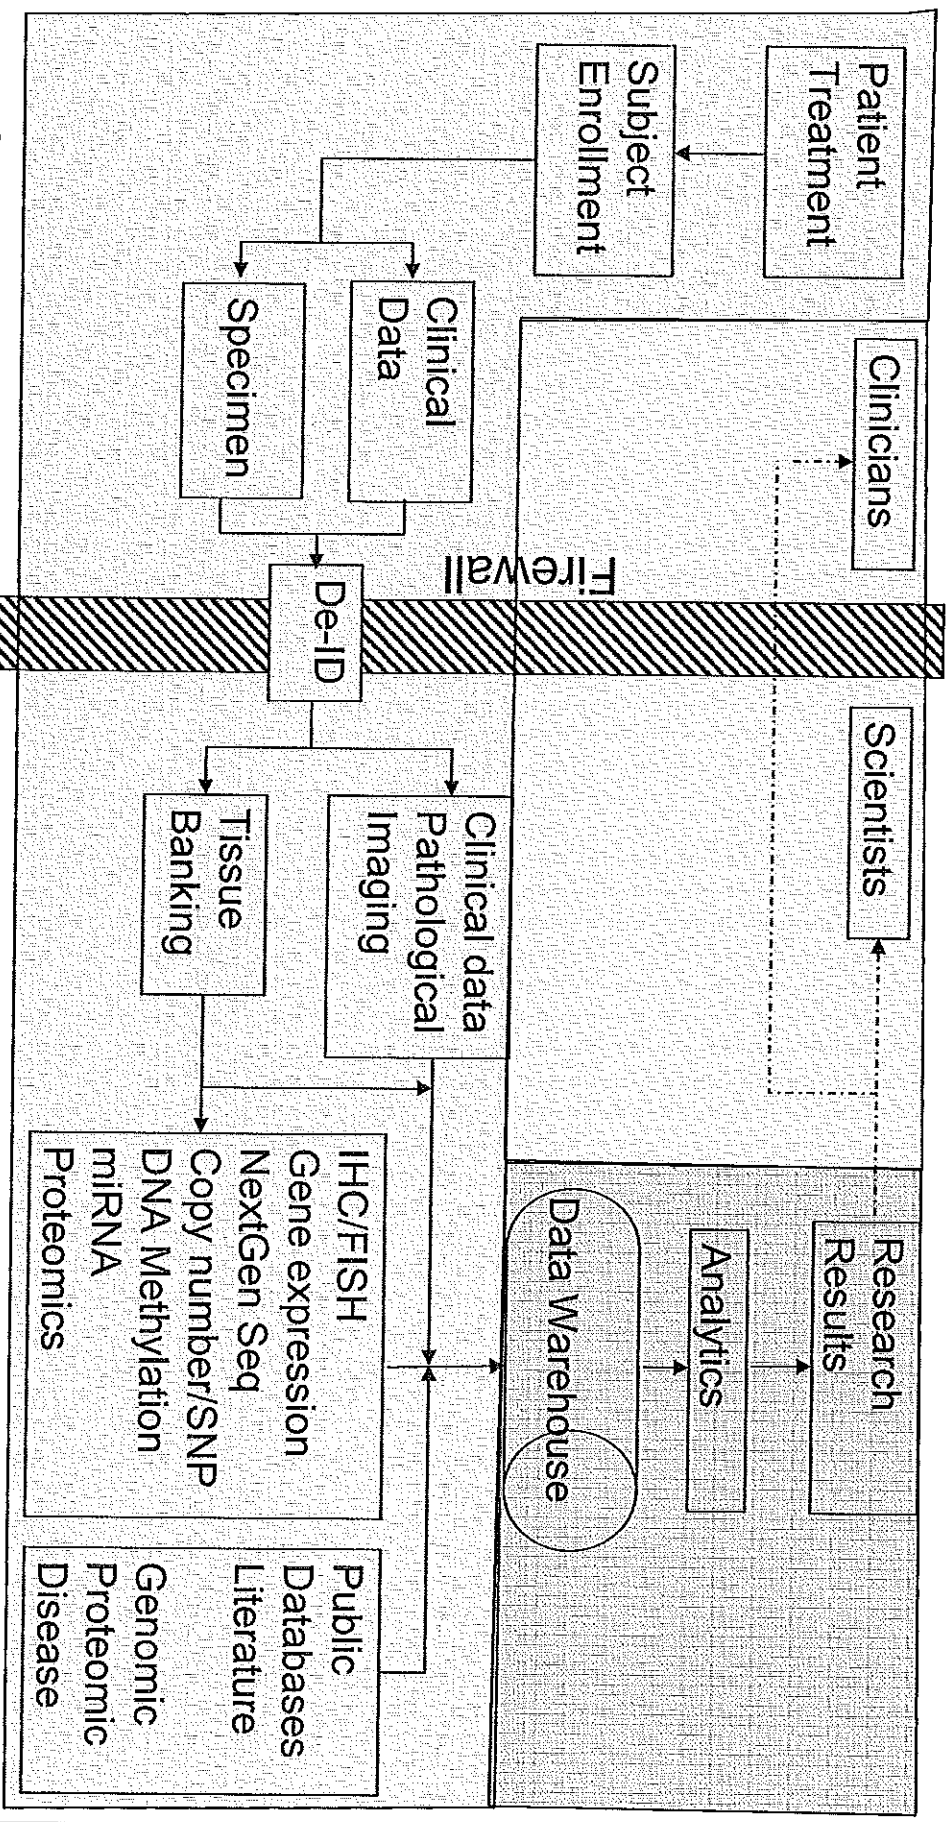 Patient
Treatment
Subject
Enrollment
Clinical
Data
Specimen
Clinicians
Firewall
De-ID
Scientists
Clinical data
Pathological
Imaging
Tissue
Banking
IHC/FISH
Gene expression
NextGen Seq
Copy number/SNP
DNA Methylation
miRNA
Proteomics
Public
Databases
Literature
Genomic
Proteomic
Disease
Data Warehouse
Analytics
Research
Results